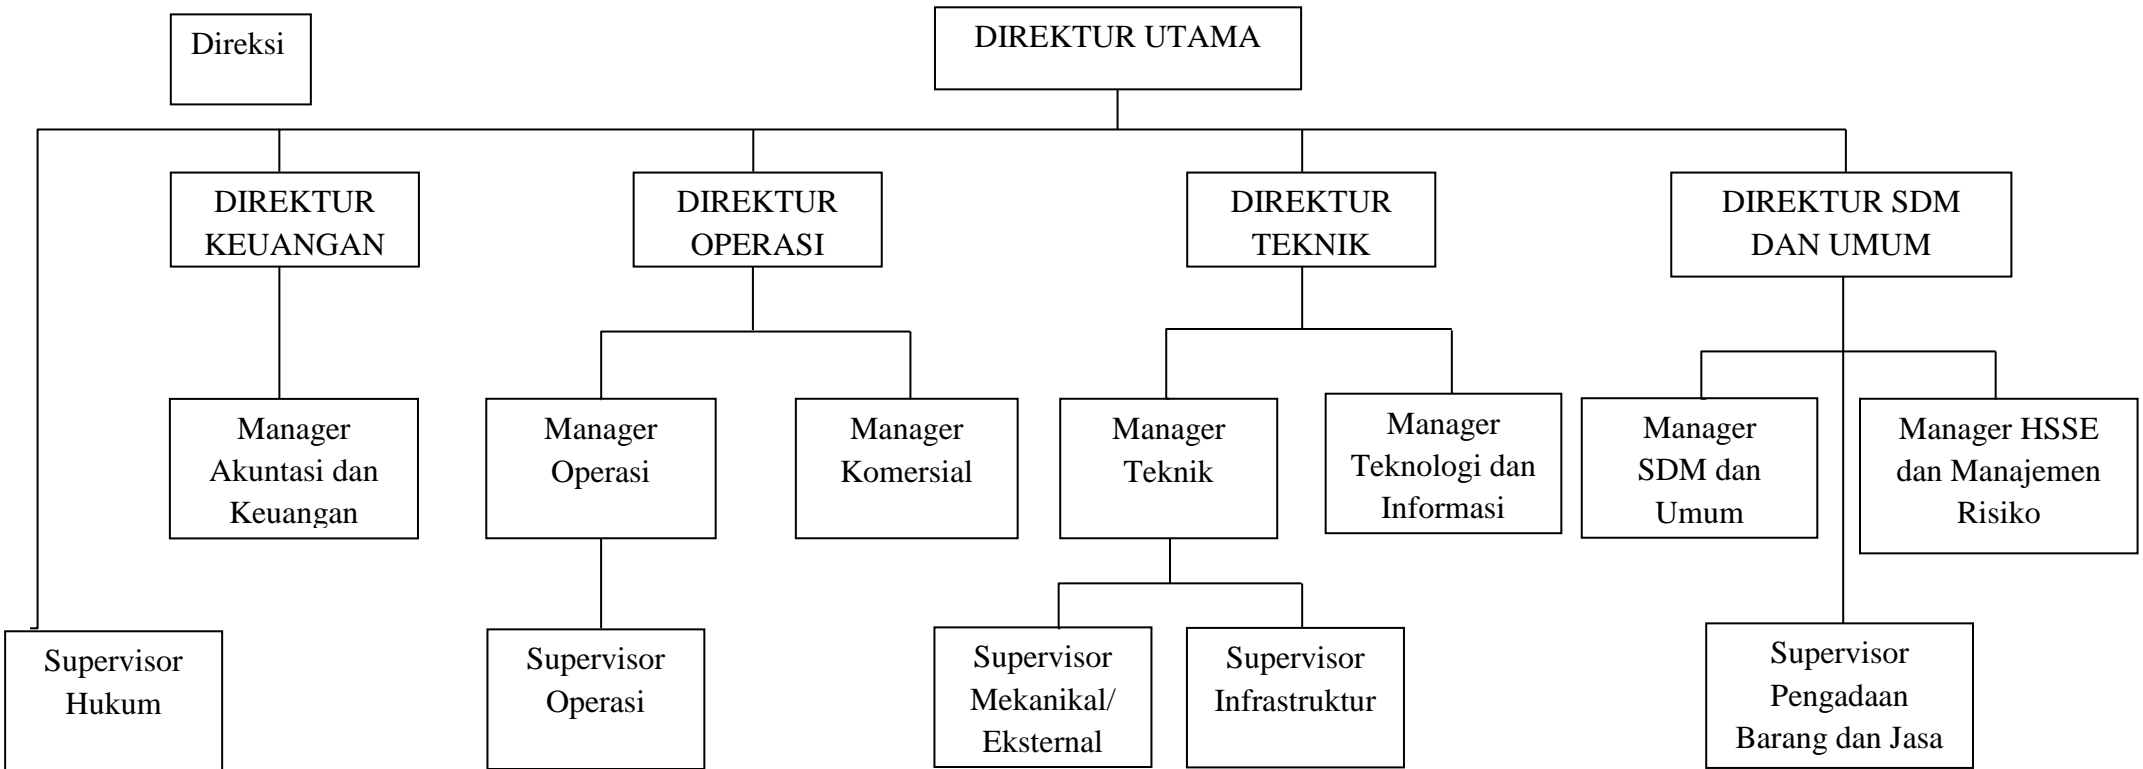 Direksi
DIREKTUR UTAMA
DIREKTUR
KEUANGAN
DIREKTUR
OPERASI
DIREKTUR
TEKNIK
DIREKTUR SDM
DAN UMUM
Manager
Akuntasi dan
Keuangan
Manager
Operasi
Manager
Komersial
Manager
Teknik
Manager
Teknologi dan
Informasi
Manager
SDM dan
Umum
Manager HSSE
dan Manajemen
Risiko
Supervisor
Hukum
Supervisor
Operasi
Supervisor
Mekanikal/
Eksternal
Supervisor
Infrastruktur
Supervisor
Pengadaan
Barang dan Jasa